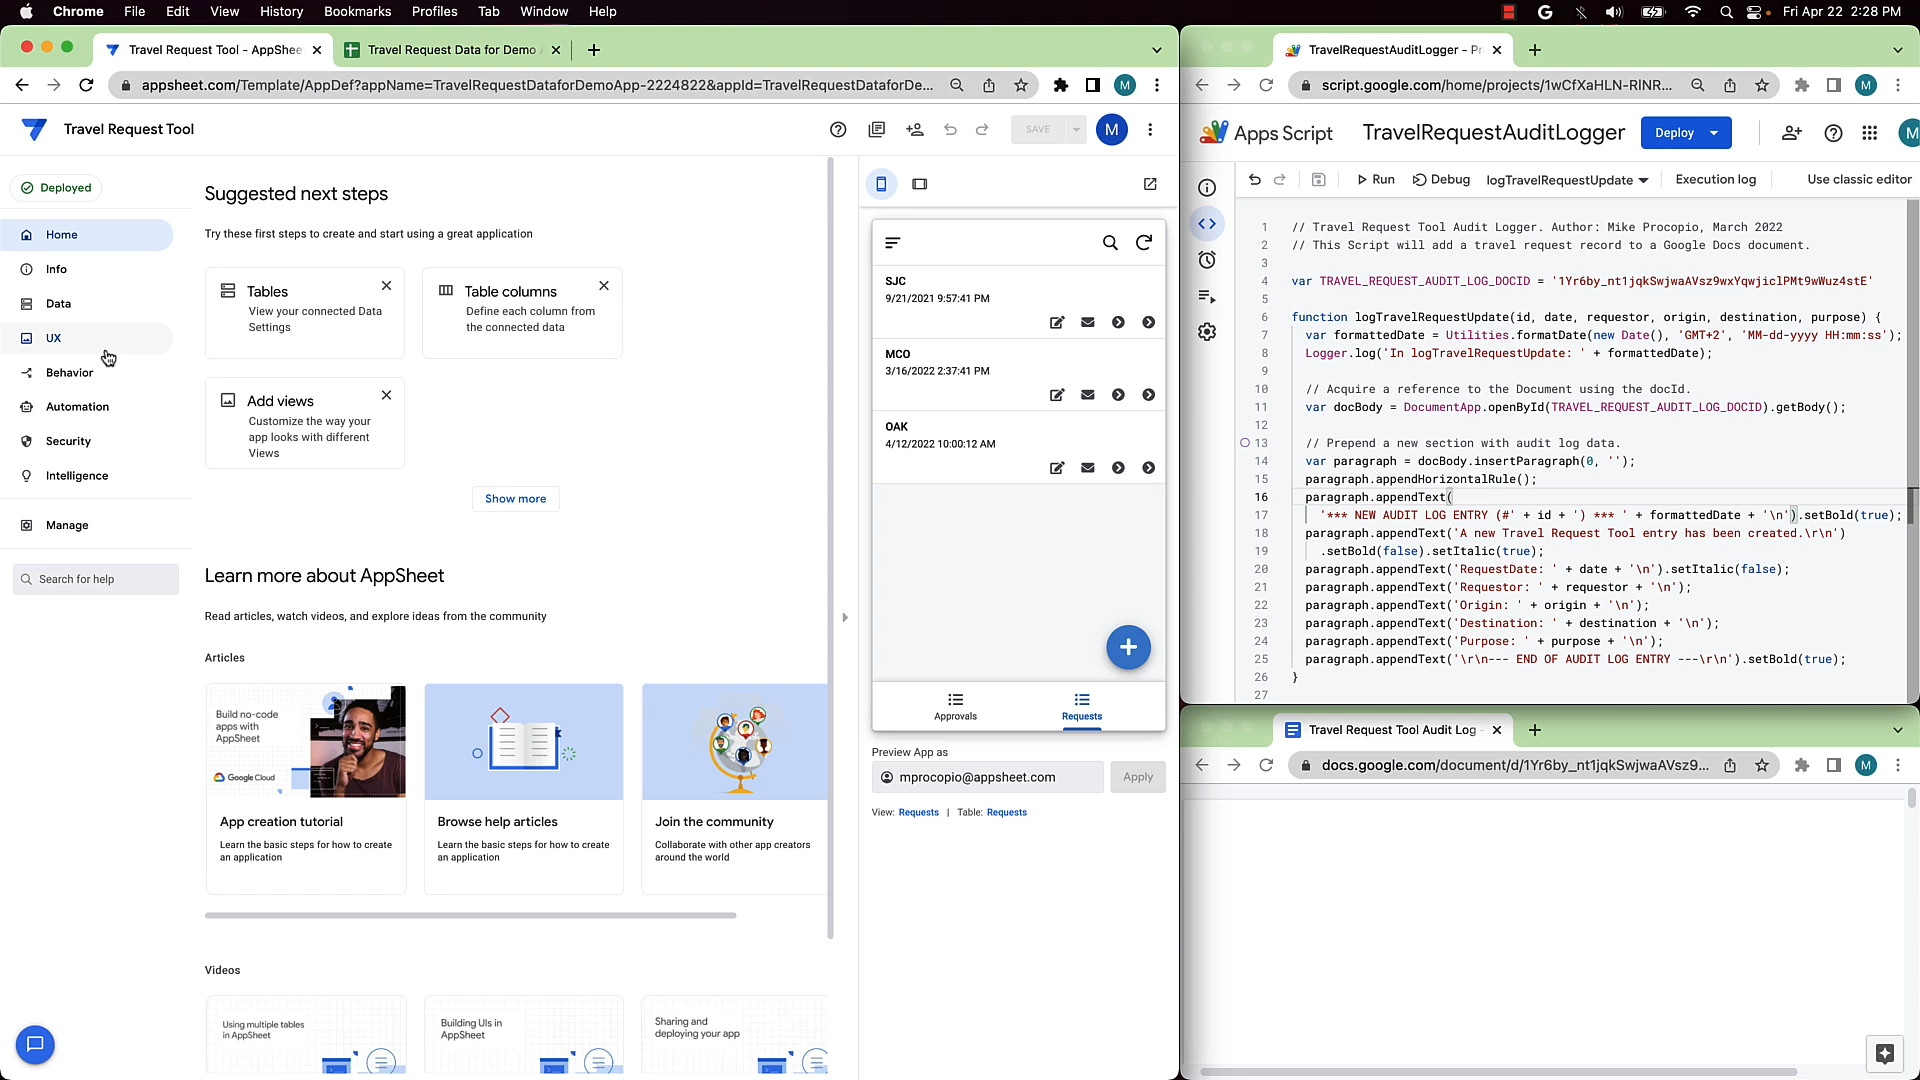 Chrome File Edit View History Bookmarks Profiles Tab Window Help
Fri Apr 22 2:28 PM
Travel Request Tool - AppShee
Travel Request Data for Demo
appsheet.com/Template/AppDef?appName=TravelRequestDataforDemoApp-2224822&appId=TravelRequestDataforDe...
M
Travel Request Tool
SAVE
M
Deployed
Home
Info
Data
UX
Behavior
Automation
Security
Intelligence
Manage
Search for help
Suggested next steps
Try these first steps to create and start using a great application
Tables
View your connected Data
Settings
Table columns
Define each column from
the connected data
Add views
Customize the way your
app looks with different
Views
Show more
Learn more about AppSheet
Read articles, watch videos, and explore ideas from the community
Articles
Build no-code
apps with
AppSheet
Google Cloud
App creation tutorial
Learn the basic steps for how to create
an application
Browse help articles
Learn the basic steps for how to create
an application
Join the community
Collaborate with other app creators
around the world
Videos
Using multiple tables
in AppSheet
Building UIs in
AppSheet
Sharing and
deploying your app
SJC
9/21/2021 9:57:41 PM
MCO
3/16/2022 2:37:41 PM
OAK
4/12/2022 10:00:12 AM
Approvals
Requests
Preview App as
mprocopio@appsheet.com
Apply
View: Requests | Table: Requests
TravelRequestAuditLogger - Pr
script.google.com/home/projects/1wCfXaHLN-RlNR...
M
Apps Script
TravelRequestAuditLogger
Deploy
M
Run
Debug
logTravelRequestUpdate
Execution log
Use classic editor
1 // Travel Request Tool Audit Logger. Author: Mike Procopio, March 2022
2 // This Script will add a travel request record to a Google Docs document.
3
4 var TRAVEL_REQUEST_AUDIT_LOG_DOCID = '1Yr6by_nt1jqkSwjwaAVsz9wxYqwjiclPMt9wWuz4stE'
5
6 function logTravelRequestUpdate(id, date, requestor, origin, destination, purpose) {
7 var formattedDate = Utilities.formatDate(new Date(), 'GMT+2', 'MM-dd-yyyy HH:mm:ss');
8 Logger.log('In logTravelRequestUpdate: ' + formattedDate);
9
10 // Acquire a reference to the Document using the docId.
11 var docBody = DocumentApp.openById(TRAVEL_REQUEST_AUDIT_LOG_DOCID).getBody();
12
13 // Prepend a new section with audit log data.
14 var paragraph = docBody.insertParagraph(0, '');
15 paragraph.appendHorizontalRule();
16 paragraph.appendText(
17 '*** NEW AUDIT LOG ENTRY (#' + id + ') *** ' + formattedDate + '\n').setBold(true);
18 paragraph.appendText('A new Travel Request Tool entry has been created.\r\n')
19 .setBold(false).setItalic(true);
20 paragraph.appendText('RequestDate: ' + date + '\n').setItalic(false);
21 paragraph.appendText('Requestor: ' + requestor + '\n');
22 paragraph.appendText('Origin: ' + origin + '\n');
23 paragraph.appendText('Destination: ' + destination + '\n');
24 paragraph.appendText('Purpose: ' + purpose + '\n');
25 paragraph.appendText('\r\n--- END OF AUDIT LOG ENTRY ---\r\n').setBold(true);
26 }
27
Travel Request Tool Audit Log -
docs.google.com/document/d/1Yr6by_nt1jqkSwjwaAVsz9...
M